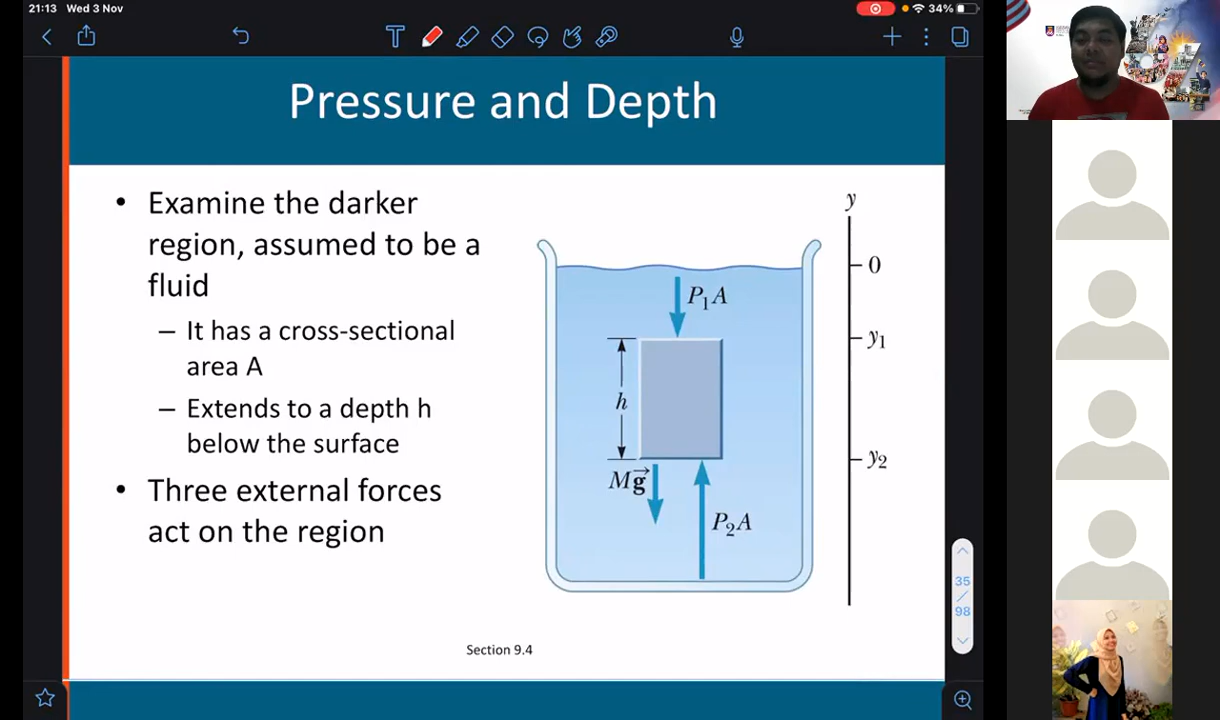 21:13 Wed 3 Nov
34%
Pressure and Depth
• Examine the darker
region, assumed to be a
fluid
– It has a cross-sectional
area A
– Extends to a depth h
below the surface
• Three external forces
act on the region
y
0
P₁A
y₁
h
y₂
Mg⃗
P₂A
35
/
98
Section 9.4